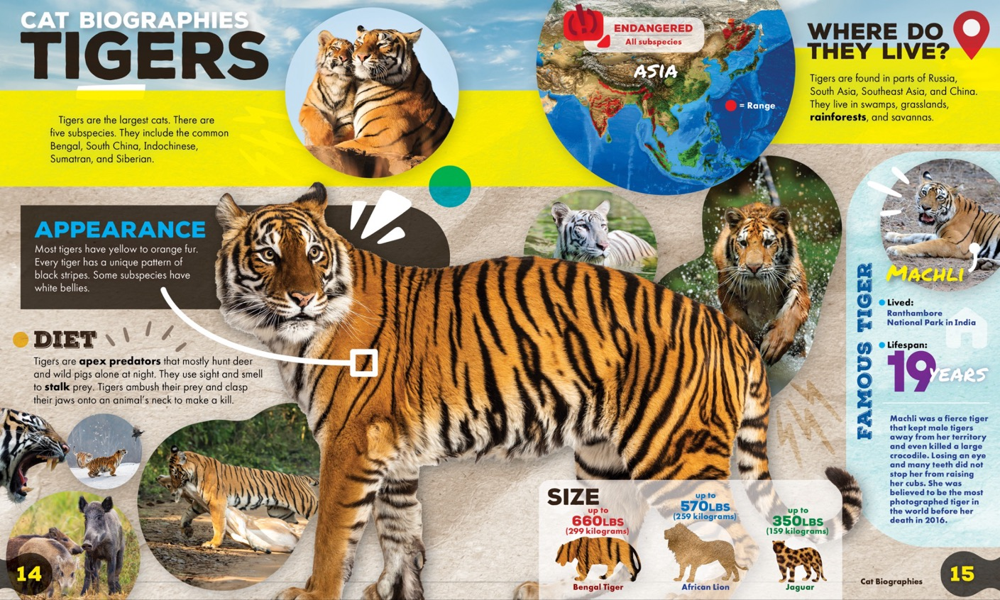 CAT BIOGRAPHIES
TIGERS
Tigers are the largest cats. There are
five subspecies. They include the common
Bengal, South China, Indochinese,
Sumatran, and Siberian.
ENDANGERED
All subspecies
ASIA
= Range
WHERE DO
THEY LIVE?
Tigers are found in parts of Russia,
South Asia, Southeast Asia, and China.
They live in swamps, grasslands,
rainforests, and savannas.
APPEARANCE
Most tigers have yellow to orange fur.
Every tiger has a unique pattern of
black stripes. Some subspecies have
white bellies.
DIET
Tigers are apex predators that mostly hunt deer
and wild pigs alone at night. They use sight and smell
to stalk prey. Tigers ambush their prey and clasp
their jaws onto an animal's neck to make a kill.
SIZE
up to
660LBS
(299 kilograms)
Bengal Tiger
up to
570LBS
(259 kilograms)
African Lion
up to
350LBS
(159 kilograms)
Jaguar
FAMOUS TIGER
MACHLI
Lived:
Ranthambore
National Park in India
Lifespan:
19 YEARS
Machli was a fierce tiger
that kept male tigers
away from her territory
and even killed a large
crocodile. Losing an eye
and many teeth did not
stop her from raising
her cubs. She was
believed to be the most
photographed tiger in
the world before her
death in 2016.
14
Cat Biographies
15